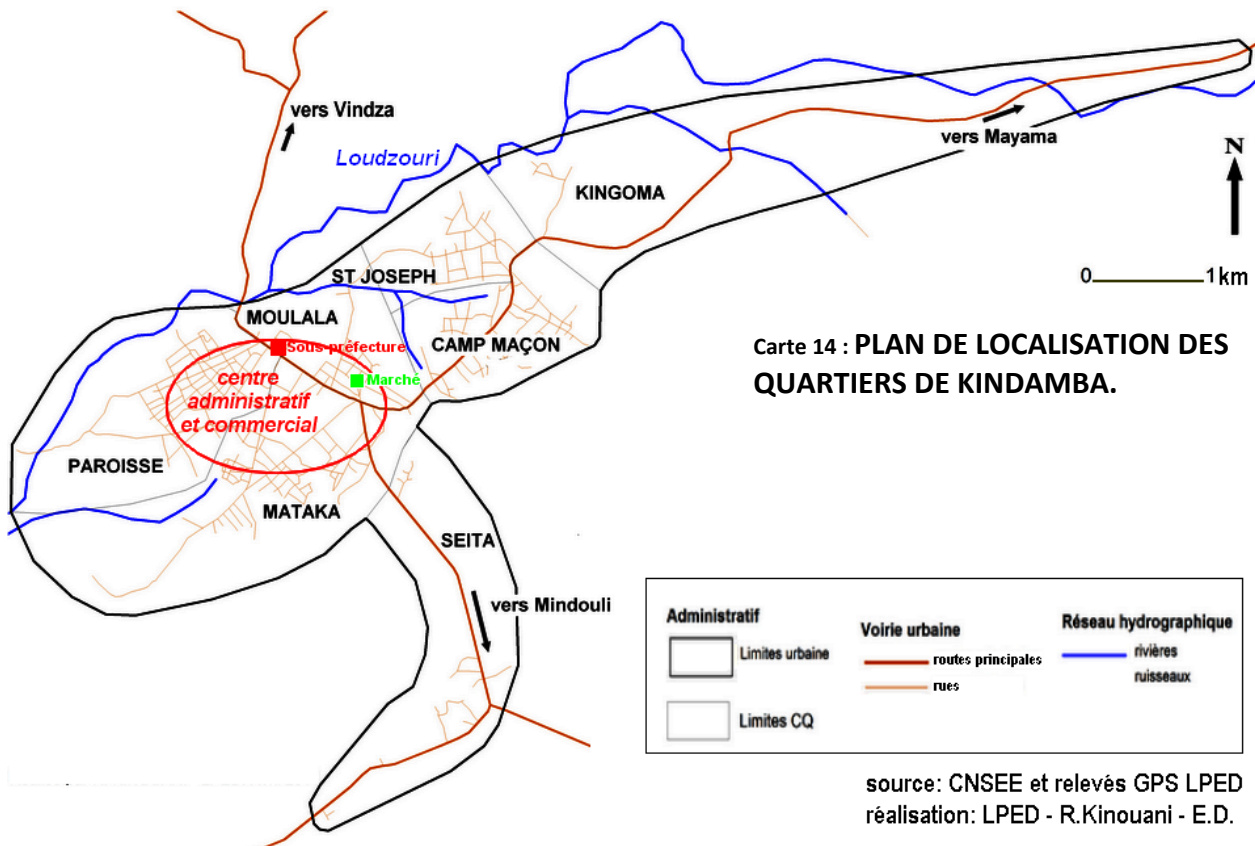 vers Vindza
Loudzouri
vers Mayama
N
KINGOMA
0 1 km
ST JOSEPH
MOULALA
CAMP MAÇON
Sous-préfecture
Marché
centre
administratif
et commercial
Carte 14 : PLAN DE LOCALISATION DES
QUARTIERS DE KINDAMBA.
PAROISSE
MATAKA
SEITA
vers Mindouli
Administratif
Limites urbaine
Limites CQ
Voirie urbaine
routes principales
rues
Réseau hydrographique
rivières
ruisseaux
source: CNSEE et relevés GPS LPED
réalisation: LPED - R.Kinouani - E.D.